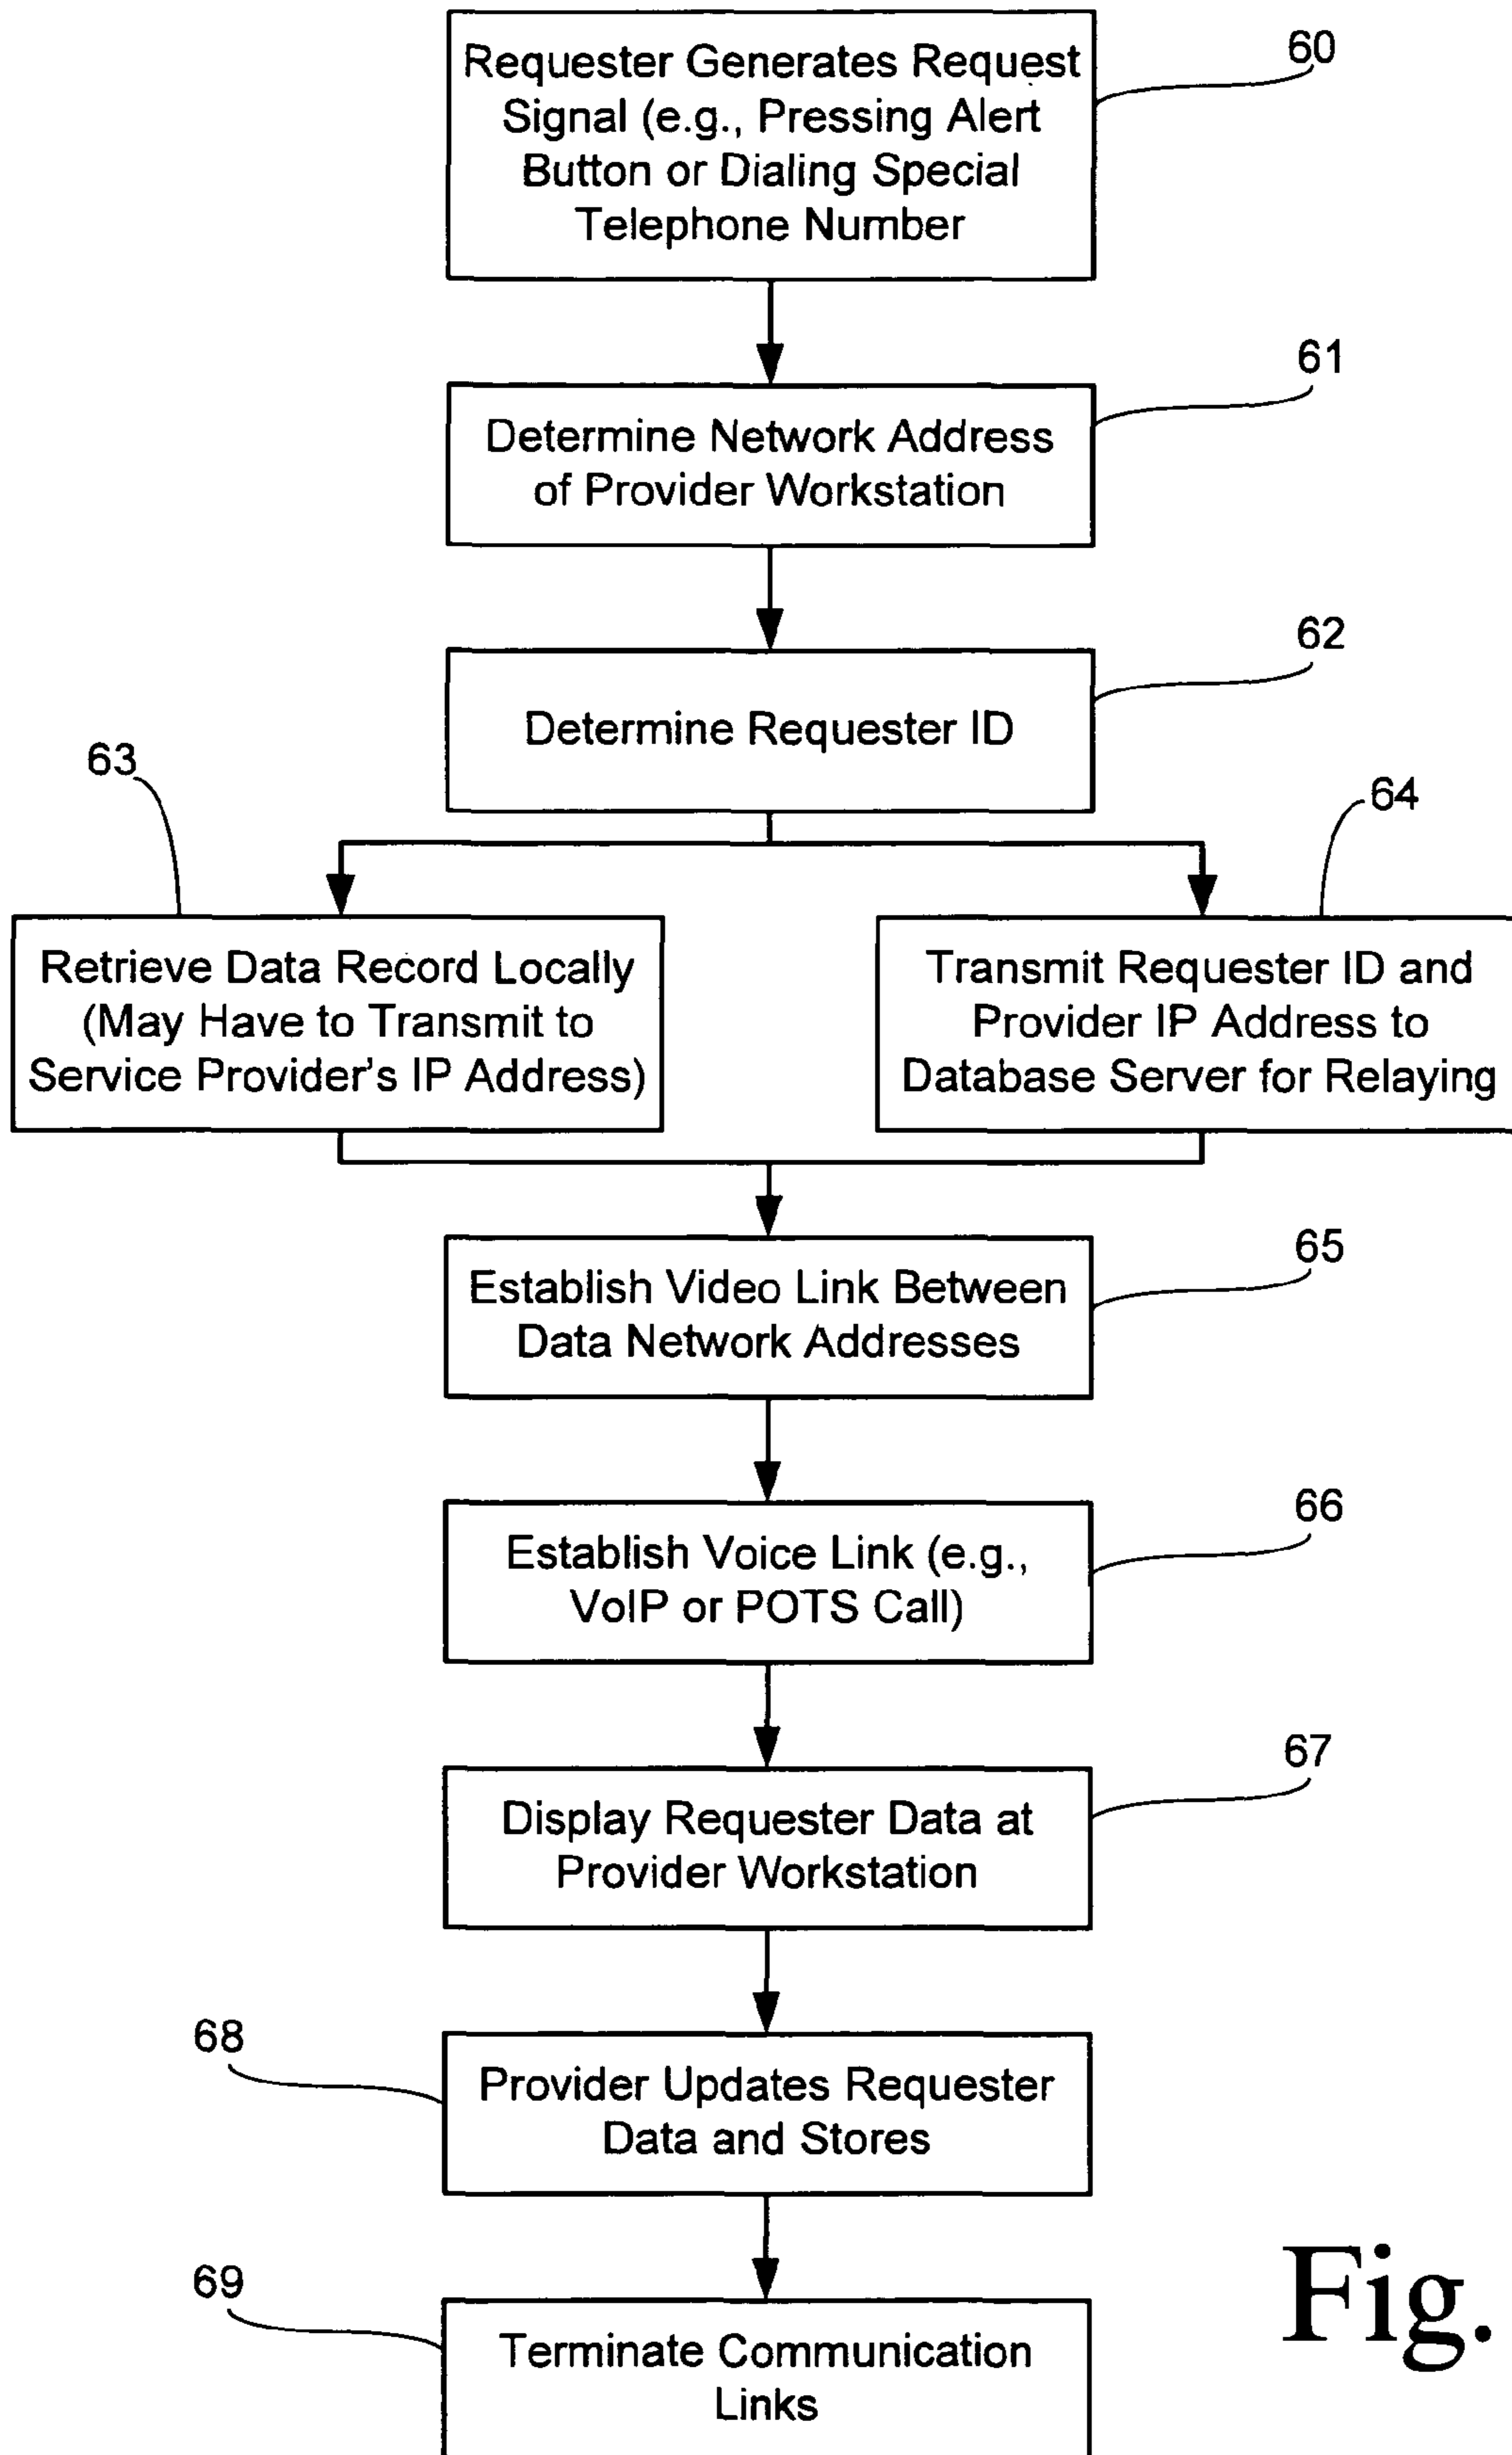 60
Requester Generates Request
Signal (e.g., Pressing Alert
Button or Dialing Special
Telephone Number
61
Determine Network Address
of Provider Workstation
62
Determine Requester ID
63
64
Retrieve Data Record Locally
(May Have to Transmit to
Service Provider's IP Address)
Transmit Requester ID and
Provider IP Address to
Database Server for Relaying
65
Establish Video Link Between
Data Network Addresses
66
Establish Voice Link (e.g.,
VoIP or POTS Call)
67
Display Requester Data at
Provider Workstation
68
Provider Updates Requester
Data and Stores
69
Terminate Communication
Links
Fig.